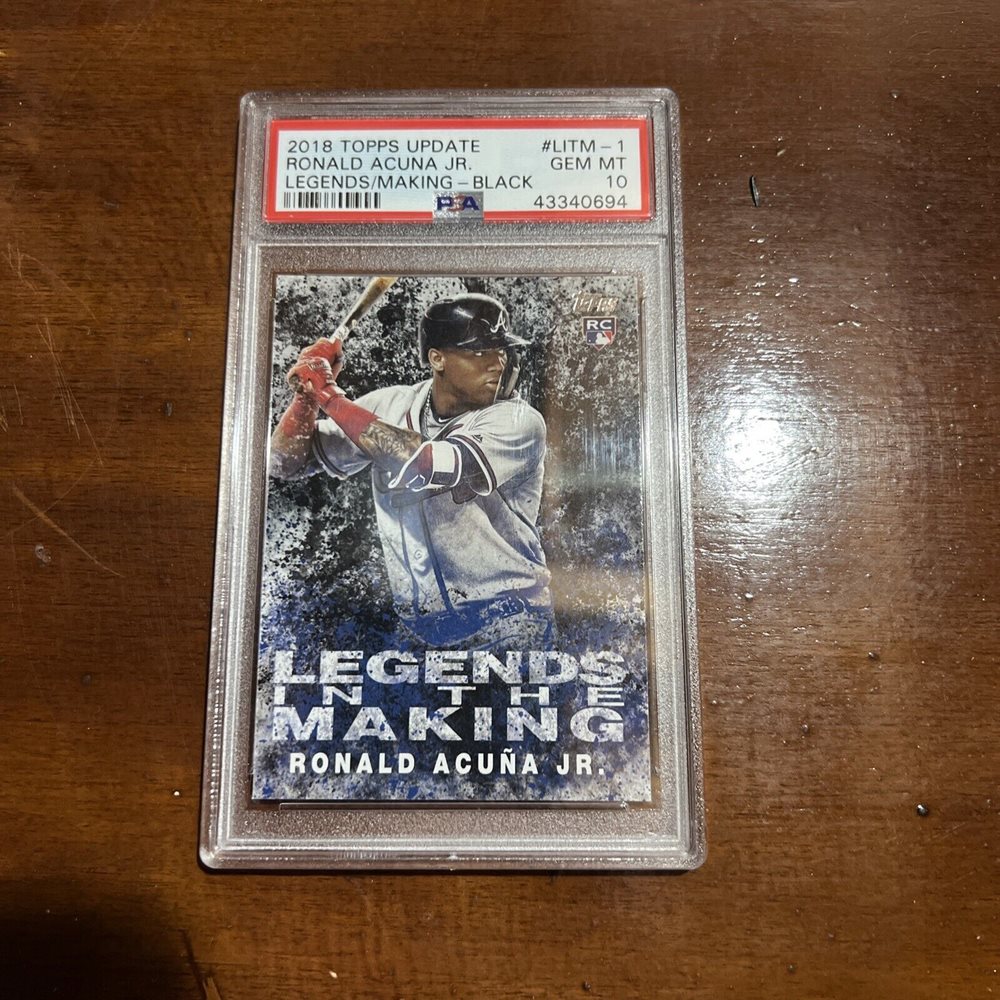 2018 TOPPS UPDATE #LITM-1
RONALD ACUNA JR. GEM MT
LEGENDS/MAKING-BLACK 10
PSA 43340694
Topps
RC
A
LEGENDS
IN THE
MAKING
RONALD ACUÑA JR.